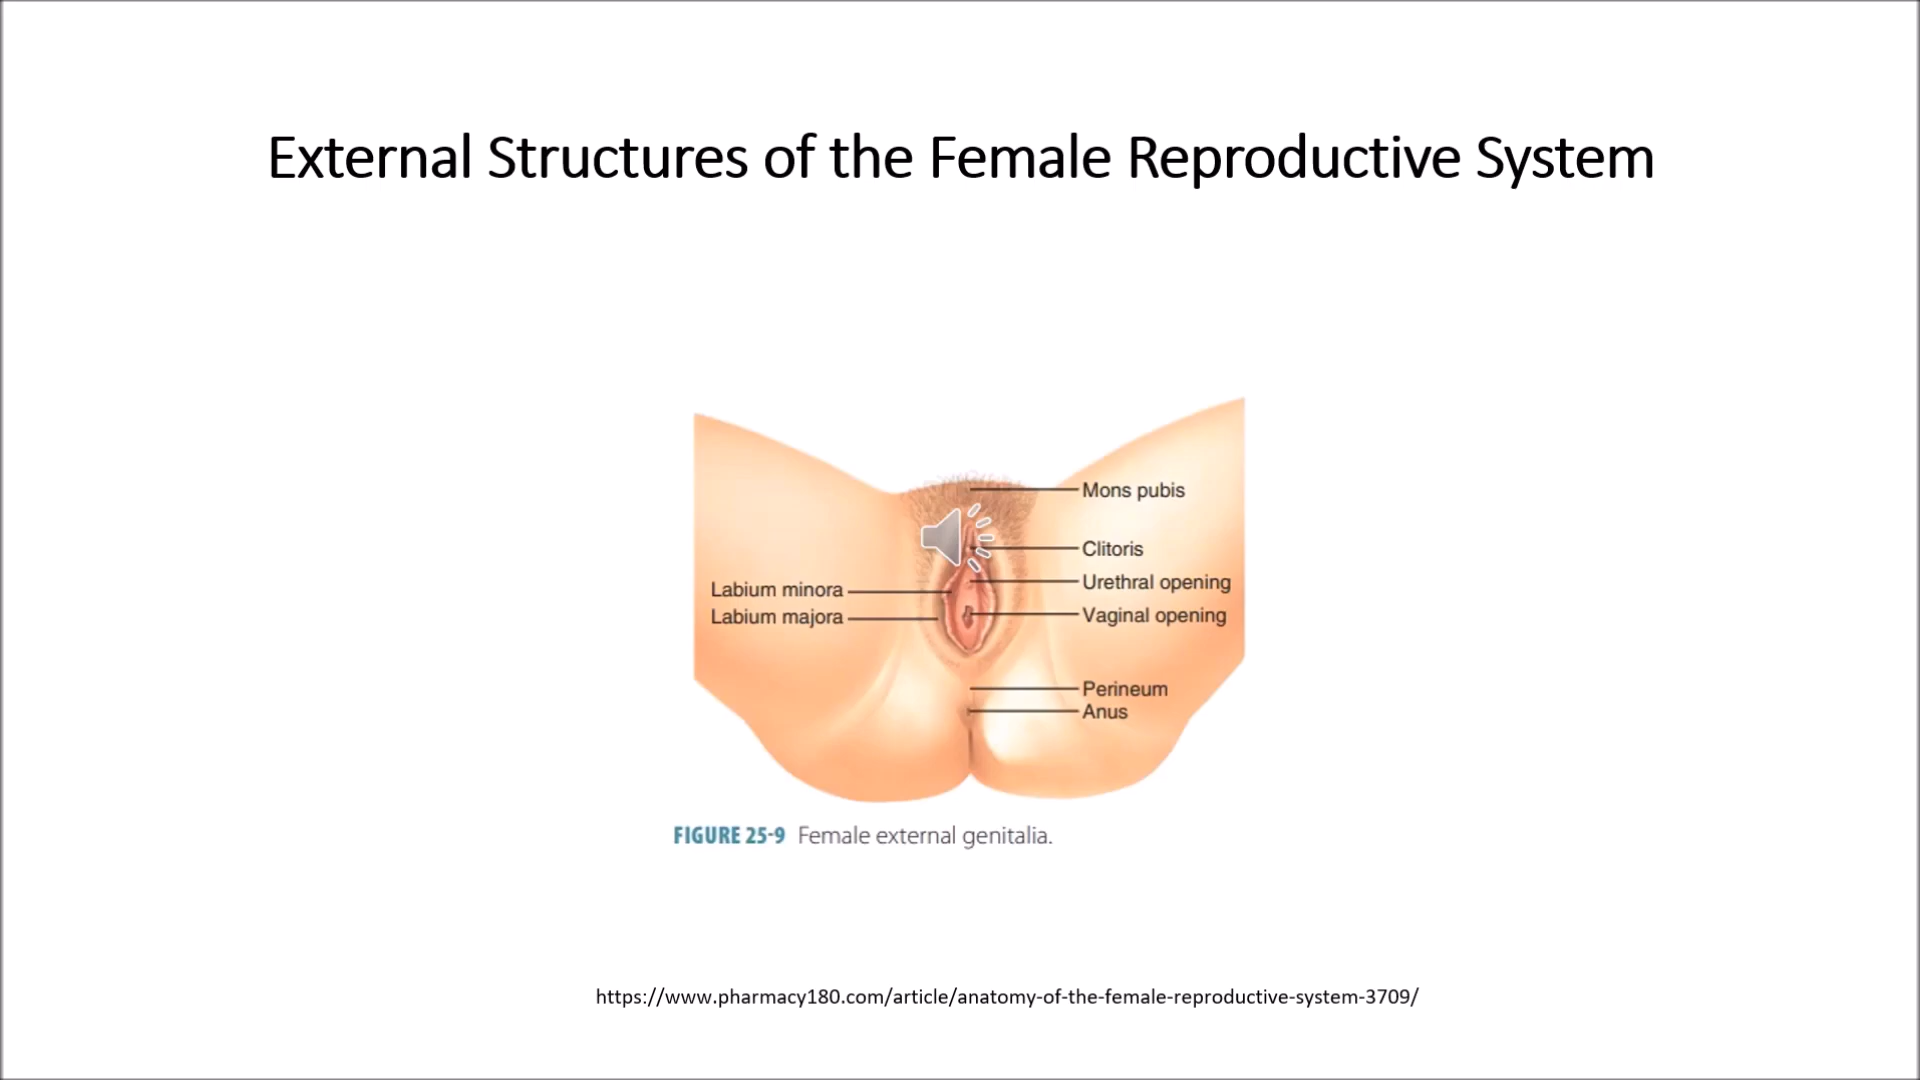 External Structures of the Female Reproductive System
Mons pubis
Clitoris
Labium minora
Urethral opening
Labium majora
Vaginal opening
Perineum
Anus
FIGURE 25-9 Female external genitalia.
https://www.pharmacy180.com/article/anatomy-of-the-female-reproductive-system-3709/